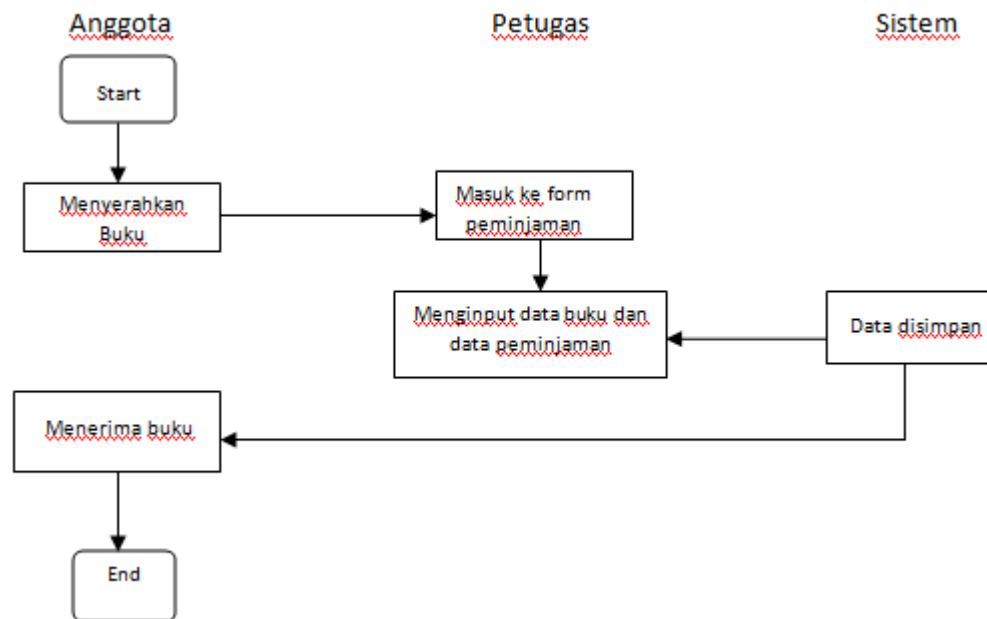 Anggota
Petugas
Sistem
Start
Menyerahkan
Buku
Masuk ke form
peminjaman
Menginput data buku dan
data peminjaman
Data disimpan
Menerima buku
End